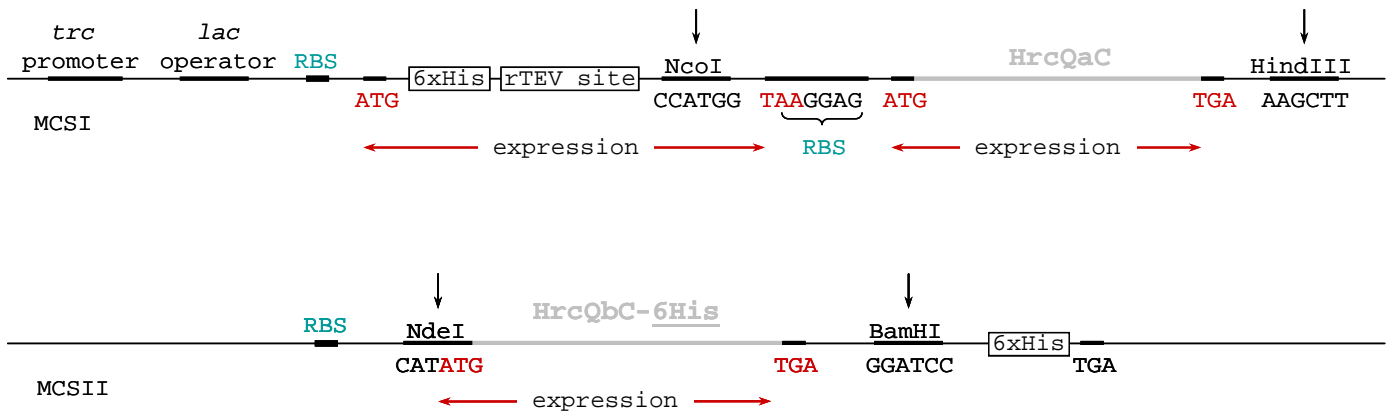 trc promoter
lac operator
RBS
6xHis
rTEV site
NcoI
HrcQaC
HindIII
ATG
CCATGG
TAAGGAG
ATG
TGA
AAGCTT
MCSI
expression
RBS
expression
RBS
NdeI
HrcQbC-6His
BamHI
6xHis
CATATG
TGA
GGATCC
TGA
MCSII
expression